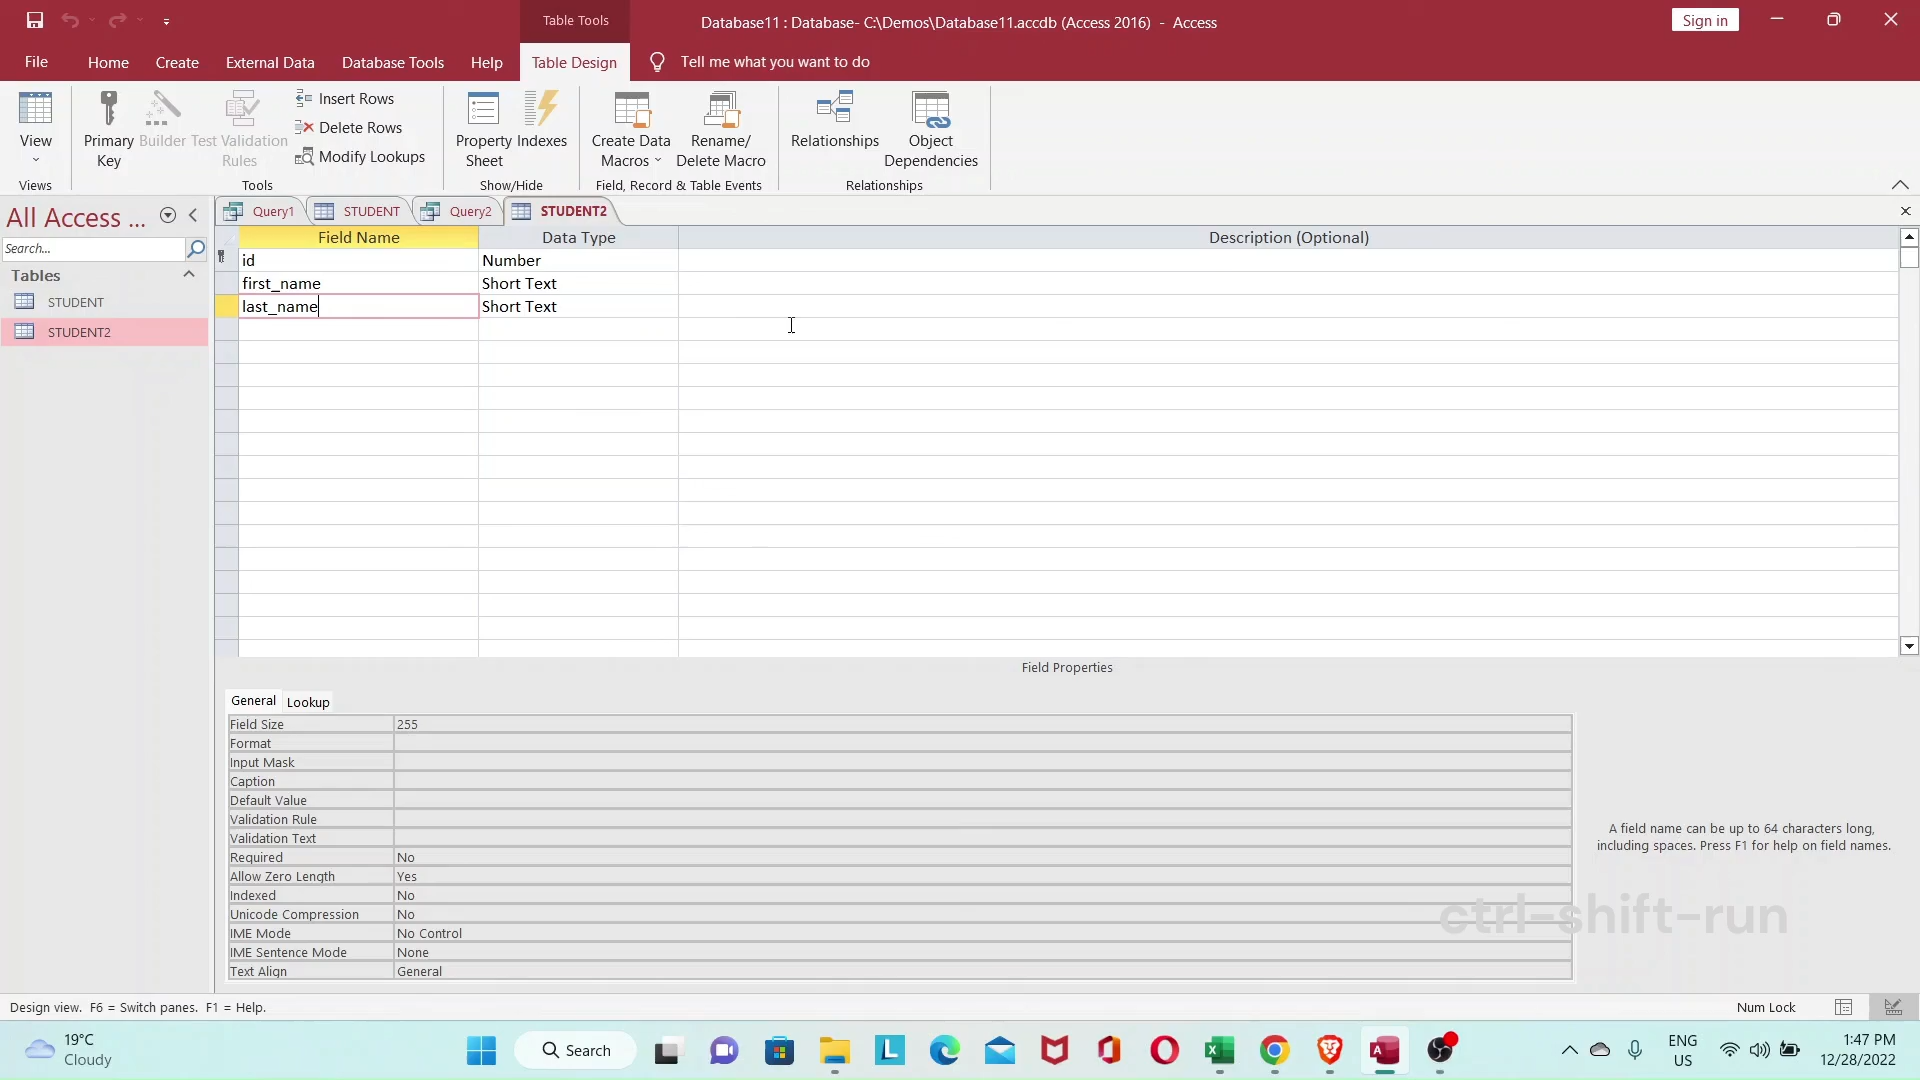 Table Tools
Database11 : Database- C:\Demos\Database11.accdb (Access 2016)  -  Access
Sign in
File
Home
Create
External Data
Database Tools
Help
Table Design
Tell me what you want to do
View
Primary Key
Builder
Test Validation Rules
Insert Rows
Delete Rows
Modify Lookups
Property Sheet
Indexes
Create Data Macros
Rename/ Delete Macro
Relationships
Object Dependencies
Views
Tools
Show/Hide
Field, Record & Table Events
Relationships
All Access ...
Search...
Tables
STUDENT
STUDENT2
Query1
STUDENT
Query2
STUDENT2
Field Name
Data Type
Description (Optional)
id
Number
first_name
Short Text
last_name
Short Text
Field Properties
General
Lookup
Field Size
255
Format
Input Mask
Caption
Default Value
Validation Rule
Validation Text
Required
No
Allow Zero Length
Yes
Indexed
No
Unicode Compression
No
IME Mode
No Control
IME Sentence Mode
None
Text Align
General
A field name can be up to 64 characters long,
including spaces. Press F1 for help on field names.
ctrl-shift-run
Design view.  F6 = Switch panes.  F1 = Help.
Num Lock
19°C
Cloudy
Search
ENG
US
1:47 PM
12/28/2022